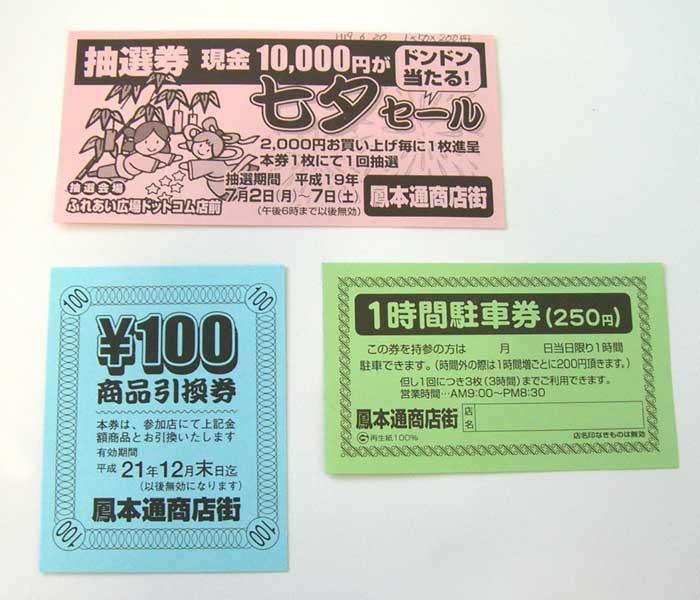 H19.6.20 1×50×200冊
抽選券 現金10,000円が ドンドン
当たる!
七夕セール
2,000円お買い上げ毎に1枚進呈
本券1枚にて1回抽選
抽選会場
ふれあい広場ドットコム店前
抽選期間 平成19年
7月2日(月)〜7日(土)
(午後6時まで以後無効)
鳳本通商店街
100 100
¥100
商品引換券
本券は、参加店にて上記金
額商品とお引換いたします
有効期間
平成 21年12月末日迄
(以後無効になります)
鳳本通商店街
100 100
1時間駐車券(250円)
この券を持参の方は 月 日当日限り1時間
駐車できます。(時間外の際は1時間増ごとに200円頂きます。)
但し1回につき3枚(3時間)までご利用できます。
営業時間…AM9:00〜PM8:30
鳳本通商店街 店名
G再生紙100% 店名印なきものは無効